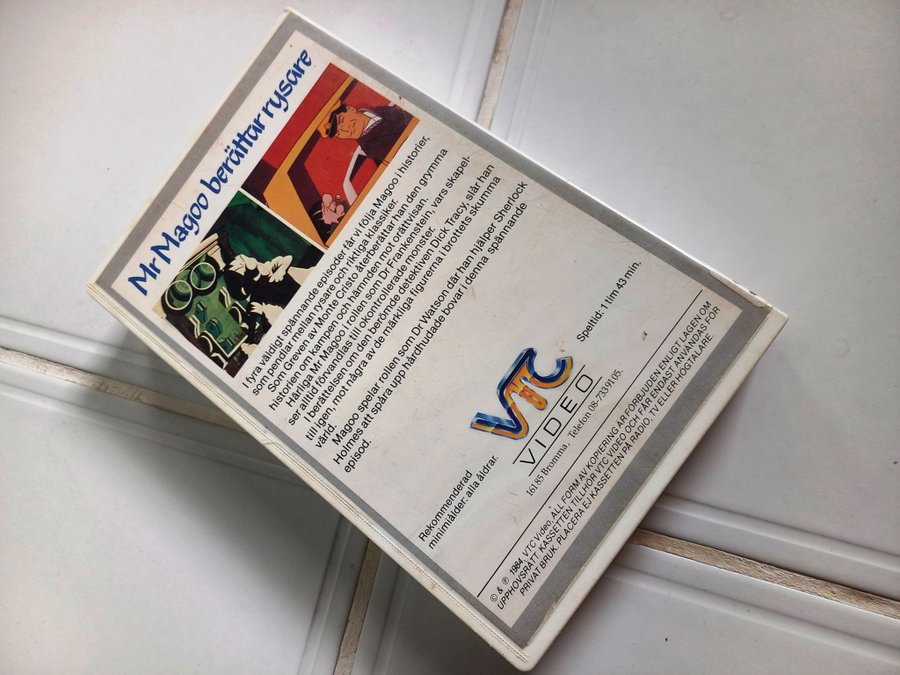 Mr Magoo berättar rysare
I fyra väldigt spännande episoder får vi följa Magoo i historier,
som pendlar mellan rysare och riktiga klassiker.
Som Greven av Monte Cristo återberättar han den grymma
historien om kampen och hämnden mot orättvisan.
Hårliga Mr Magoo i rollen som Dr Frankenstein, vars skapel-
ser alltid förvandlas till okontrollerade monster.
I berättelsen om den berömde detektiven Dick Tracy, slår han
till igen, mot några av de märkliga figurerna i brottets skumma
värld.
Magoo spelar rollen som Dr Watson där han hjälper Sherlock
Holmes att spåra upp hårdhudade bovar i denna spännande
episod.
Speltid: 1 tim 43 min.
Rekommenderad
minimiålder: alla åldrar.
VTC
VIDEO
161 85 Bromma, Telefon 08-733 91 05.
© & ℗ 1984, VTC Video. ALL FORM AV KOPIERING ÄR FÖRBJUDEN ENLIGT LAGEN OM
UPPHOVSRÄTT. KASSETTEN TILLHÖR VTC VIDEO OCH FÅR ENDAST ANVÄNDAS FÖR
PRIVAT BRUK. PLACERA EJ KASSETTEN PÅ RADIO, TV ELLER HÖGTALARE